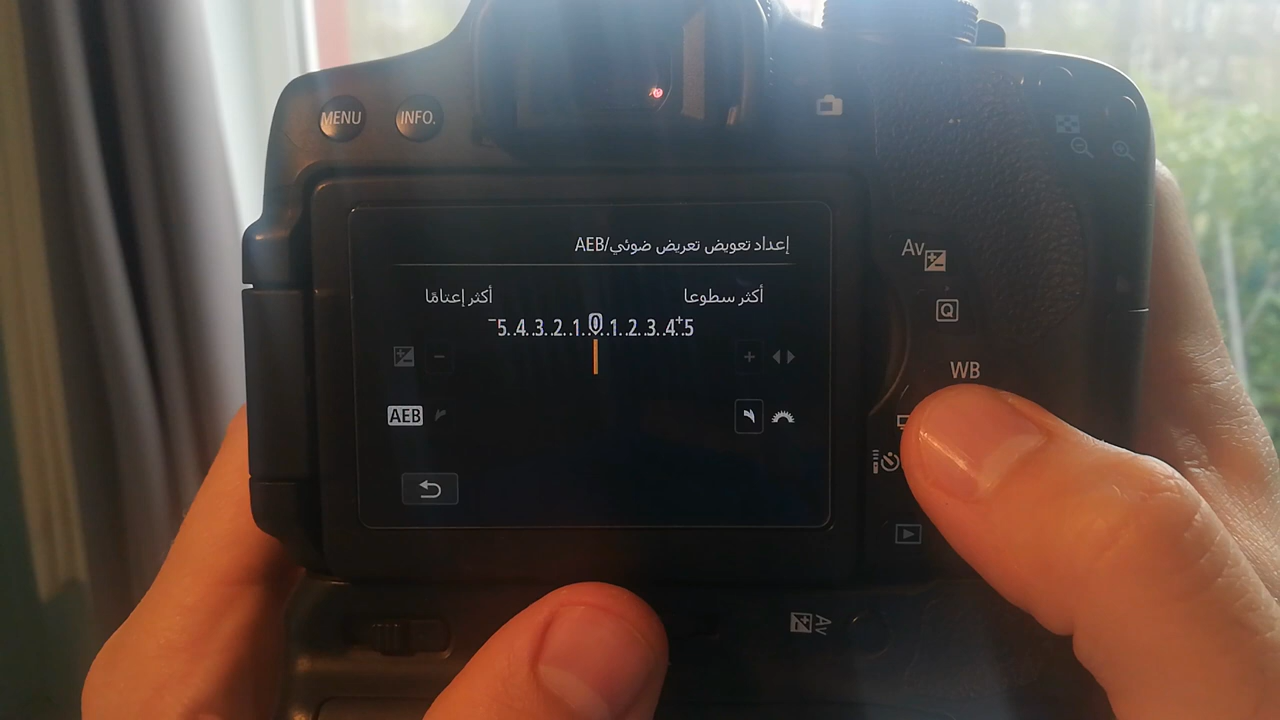 MENU INFO.
إعداد تعويض تعريض ضوئي/AEB
أكثر سطوعا أكثر إعتامًا
−5..4..3..2..1..0..1..2..3..4.+5
AEB
Av
Q
WB
Av